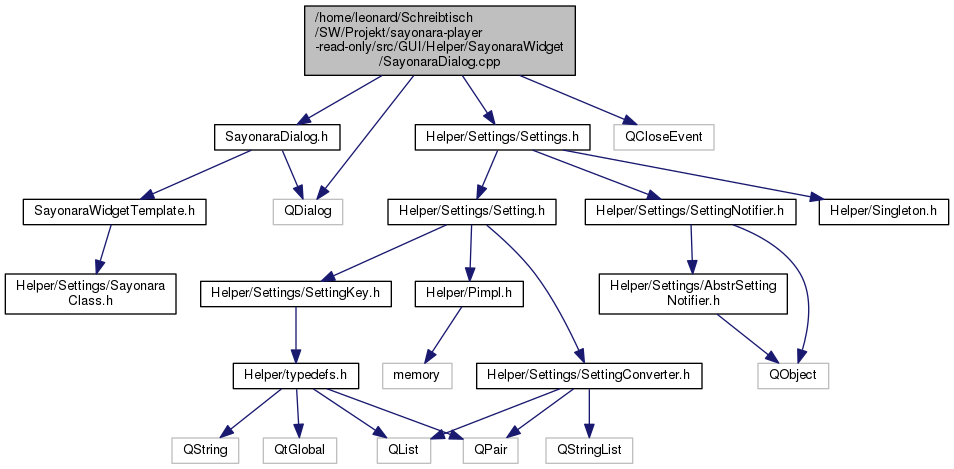 /home/leonard/Schreibtisch
/SW/Projekt/sayonara-player
-read-only/src/GUI/Helper/SayonaraWidget
/SayonaraDialog.cpp
SayonaraDialog.h
Helper/Settings/Settings.h
QCloseEvent
SayonaraWidgetTemplate.h
QDialog
Helper/Settings/Setting.h
Helper/Settings/SettingNotifier.h
Helper/Singleton.h
Helper/Settings/Sayonara
Class.h
Helper/Settings/SettingKey.h
Helper/Pimpl.h
Helper/Settings/AbstrSetting
Notifier.h
Helper/typedefs.h
memory
Helper/Settings/SettingConverter.h
QObject
QString
QtGlobal
QList
QPair
QStringList